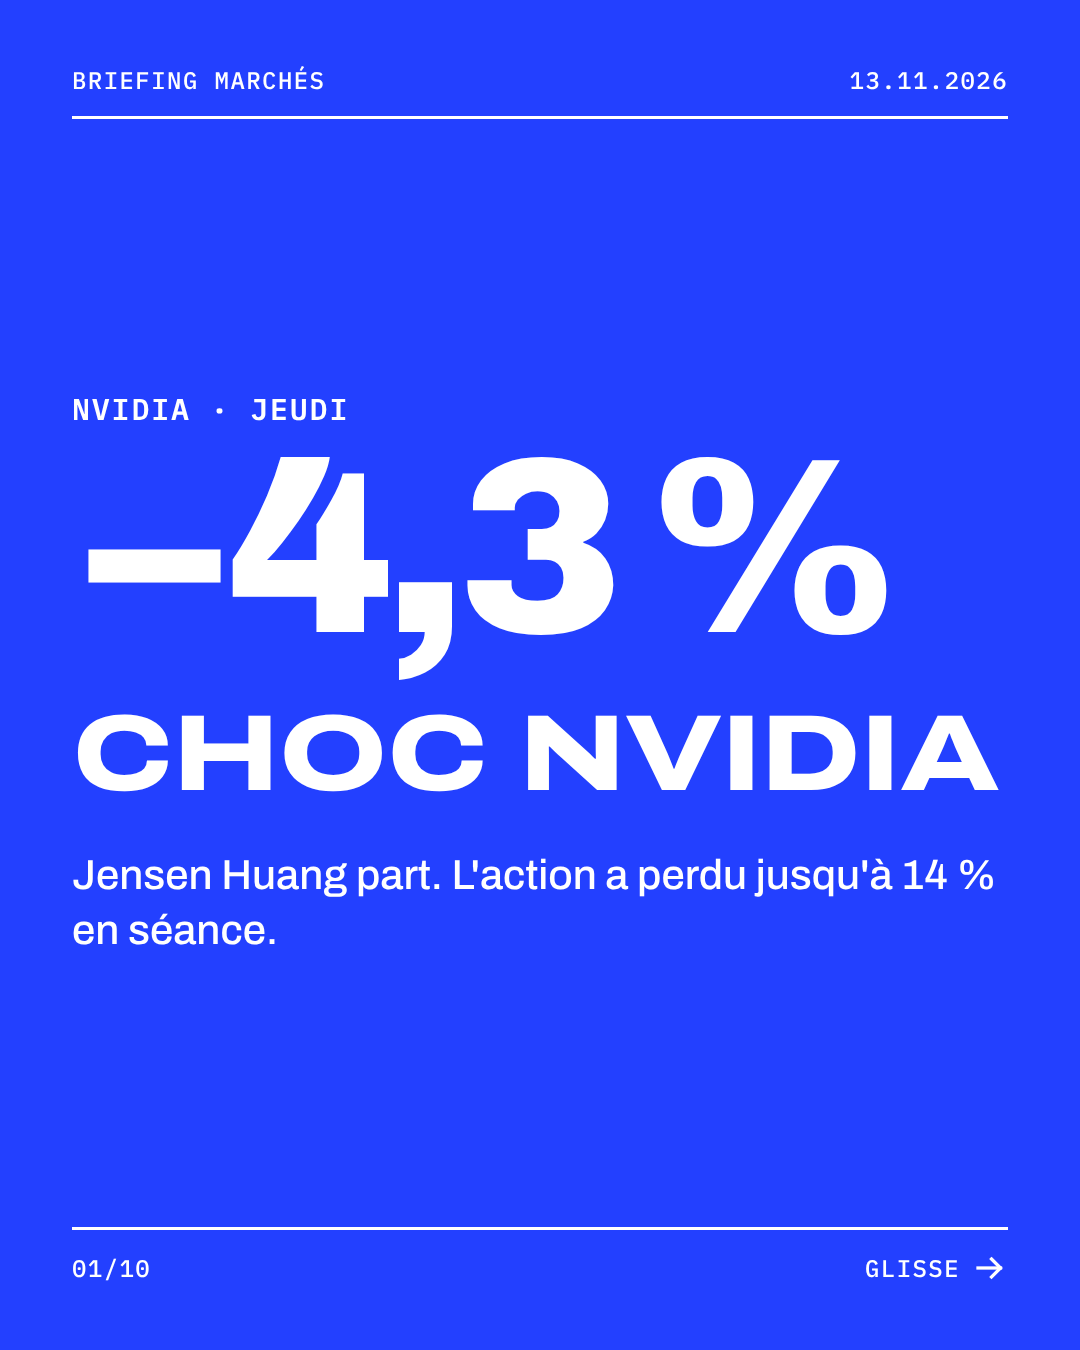 BRIEFING MARCHÉS
13.11.2026
NVIDIA · JEUDI
–4,3 %
CHOC NVIDIA
Jensen Huang part. L'action a perdu jusqu'à 14 %
en séance.
01/10
GLISSE →